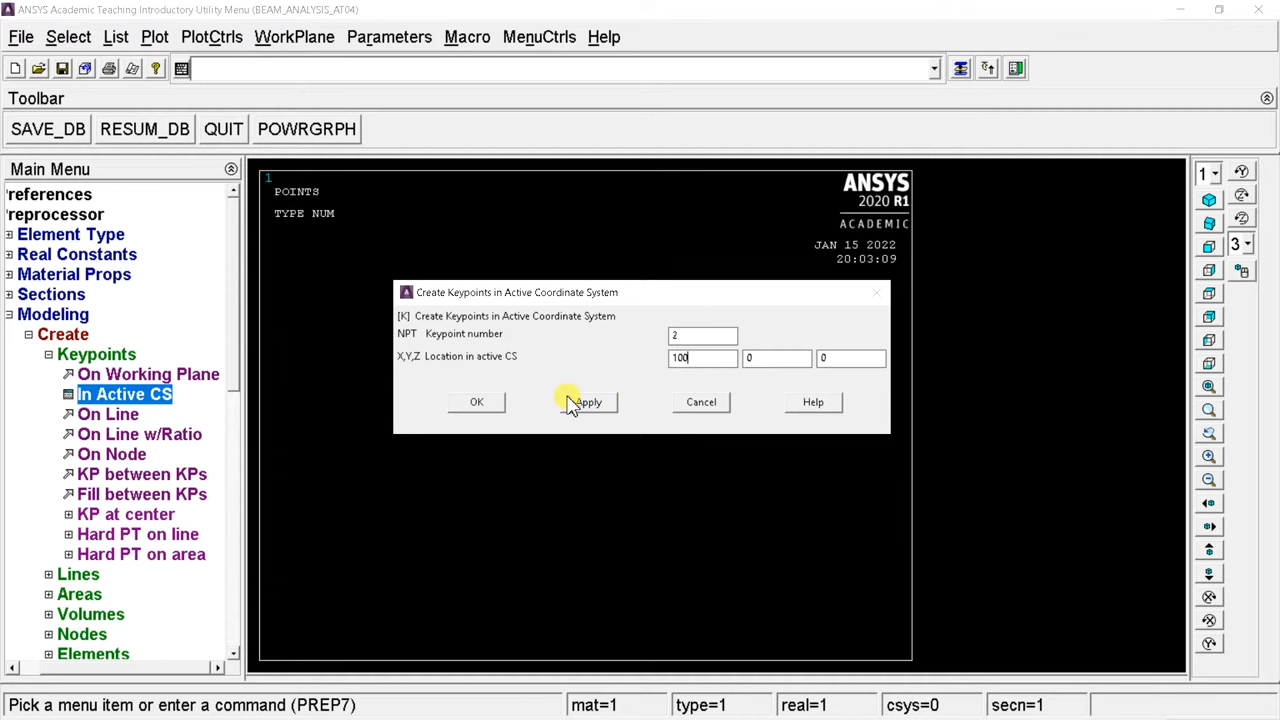 ANSYS Academic Teaching Introductory Utility Menu (BEAM_ANALYSIS_AT04)
File Select List Plot PlotCtrls WorkPlane Parameters Macro MenuCtrls Help
Toolbar
SAVE_DB RESUM_DB QUIT POWRGRPH
Main Menu
references
reprocessor
Element Type
Real Constants
Material Props
Sections
Modeling
Create
Keypoints
On Working Plane
In Active CS
On Line
On Line w/Ratio
On Node
KP between KPs
Fill between KPs
KP at center
Hard PT on line
Hard PT on area
Lines
Areas
Volumes
Nodes
Elements
1
POINTS
TYPE NUM
ANSYS
2020 R1
ACADEMIC
JAN 15 2022
20:03:09
Create Keypoints in Active Coordinate System
[K] Create Keypoints in Active Coordinate System
NPT Keypoint number 2
X,Y,Z Location in active CS 100 0 0
OK Apply Cancel Help
1
3
Pick a menu item or enter a command (PREP7) mat=1 type=1 real=1 csys=0 secn=1